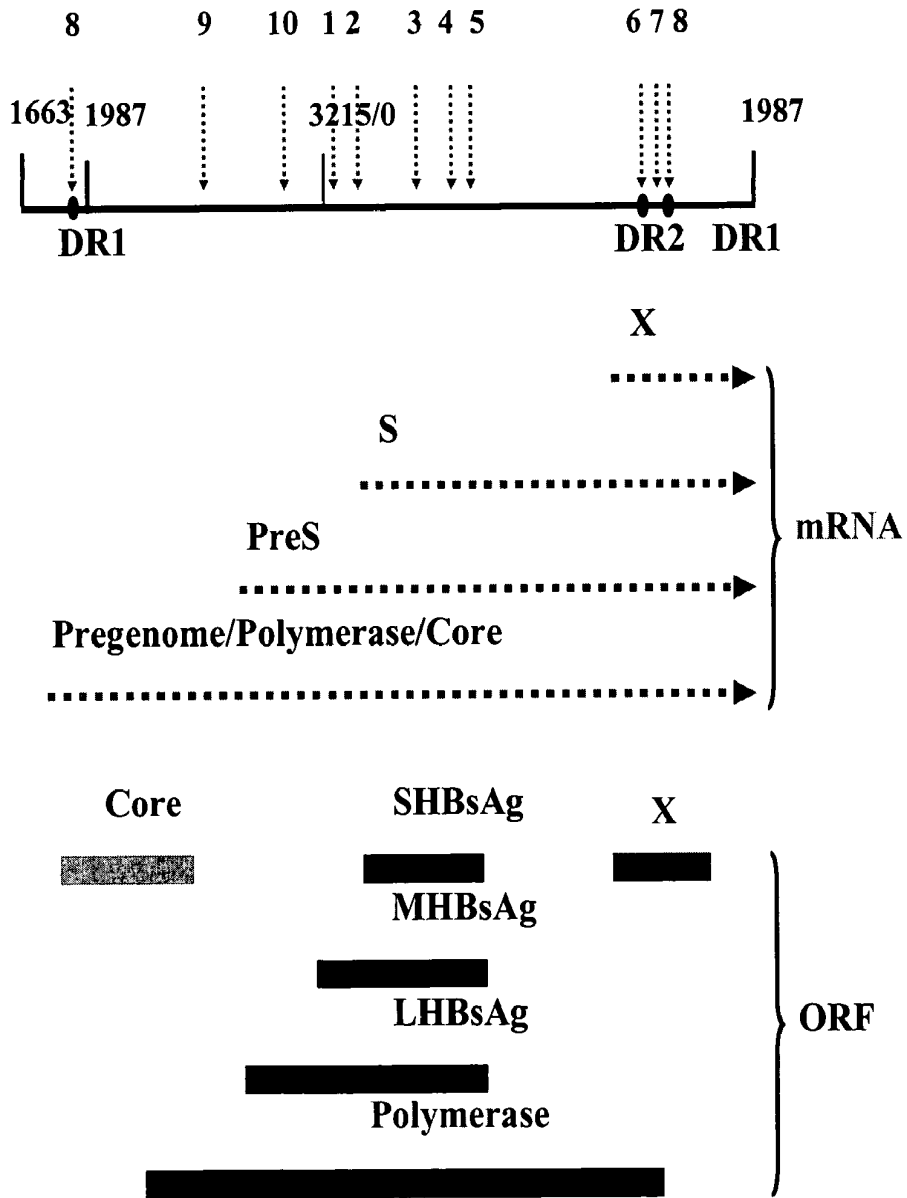 8 9 10 1 2 3 4 5 6 7 8
1663 1987 3215/0 1987
DR1 DR2 DR1
X
S
PreS
mRNA
Pregenome/Polymerase/Core
Core SHBsAg X
MHBsAg
LHBsAg
ORF
Polymerase